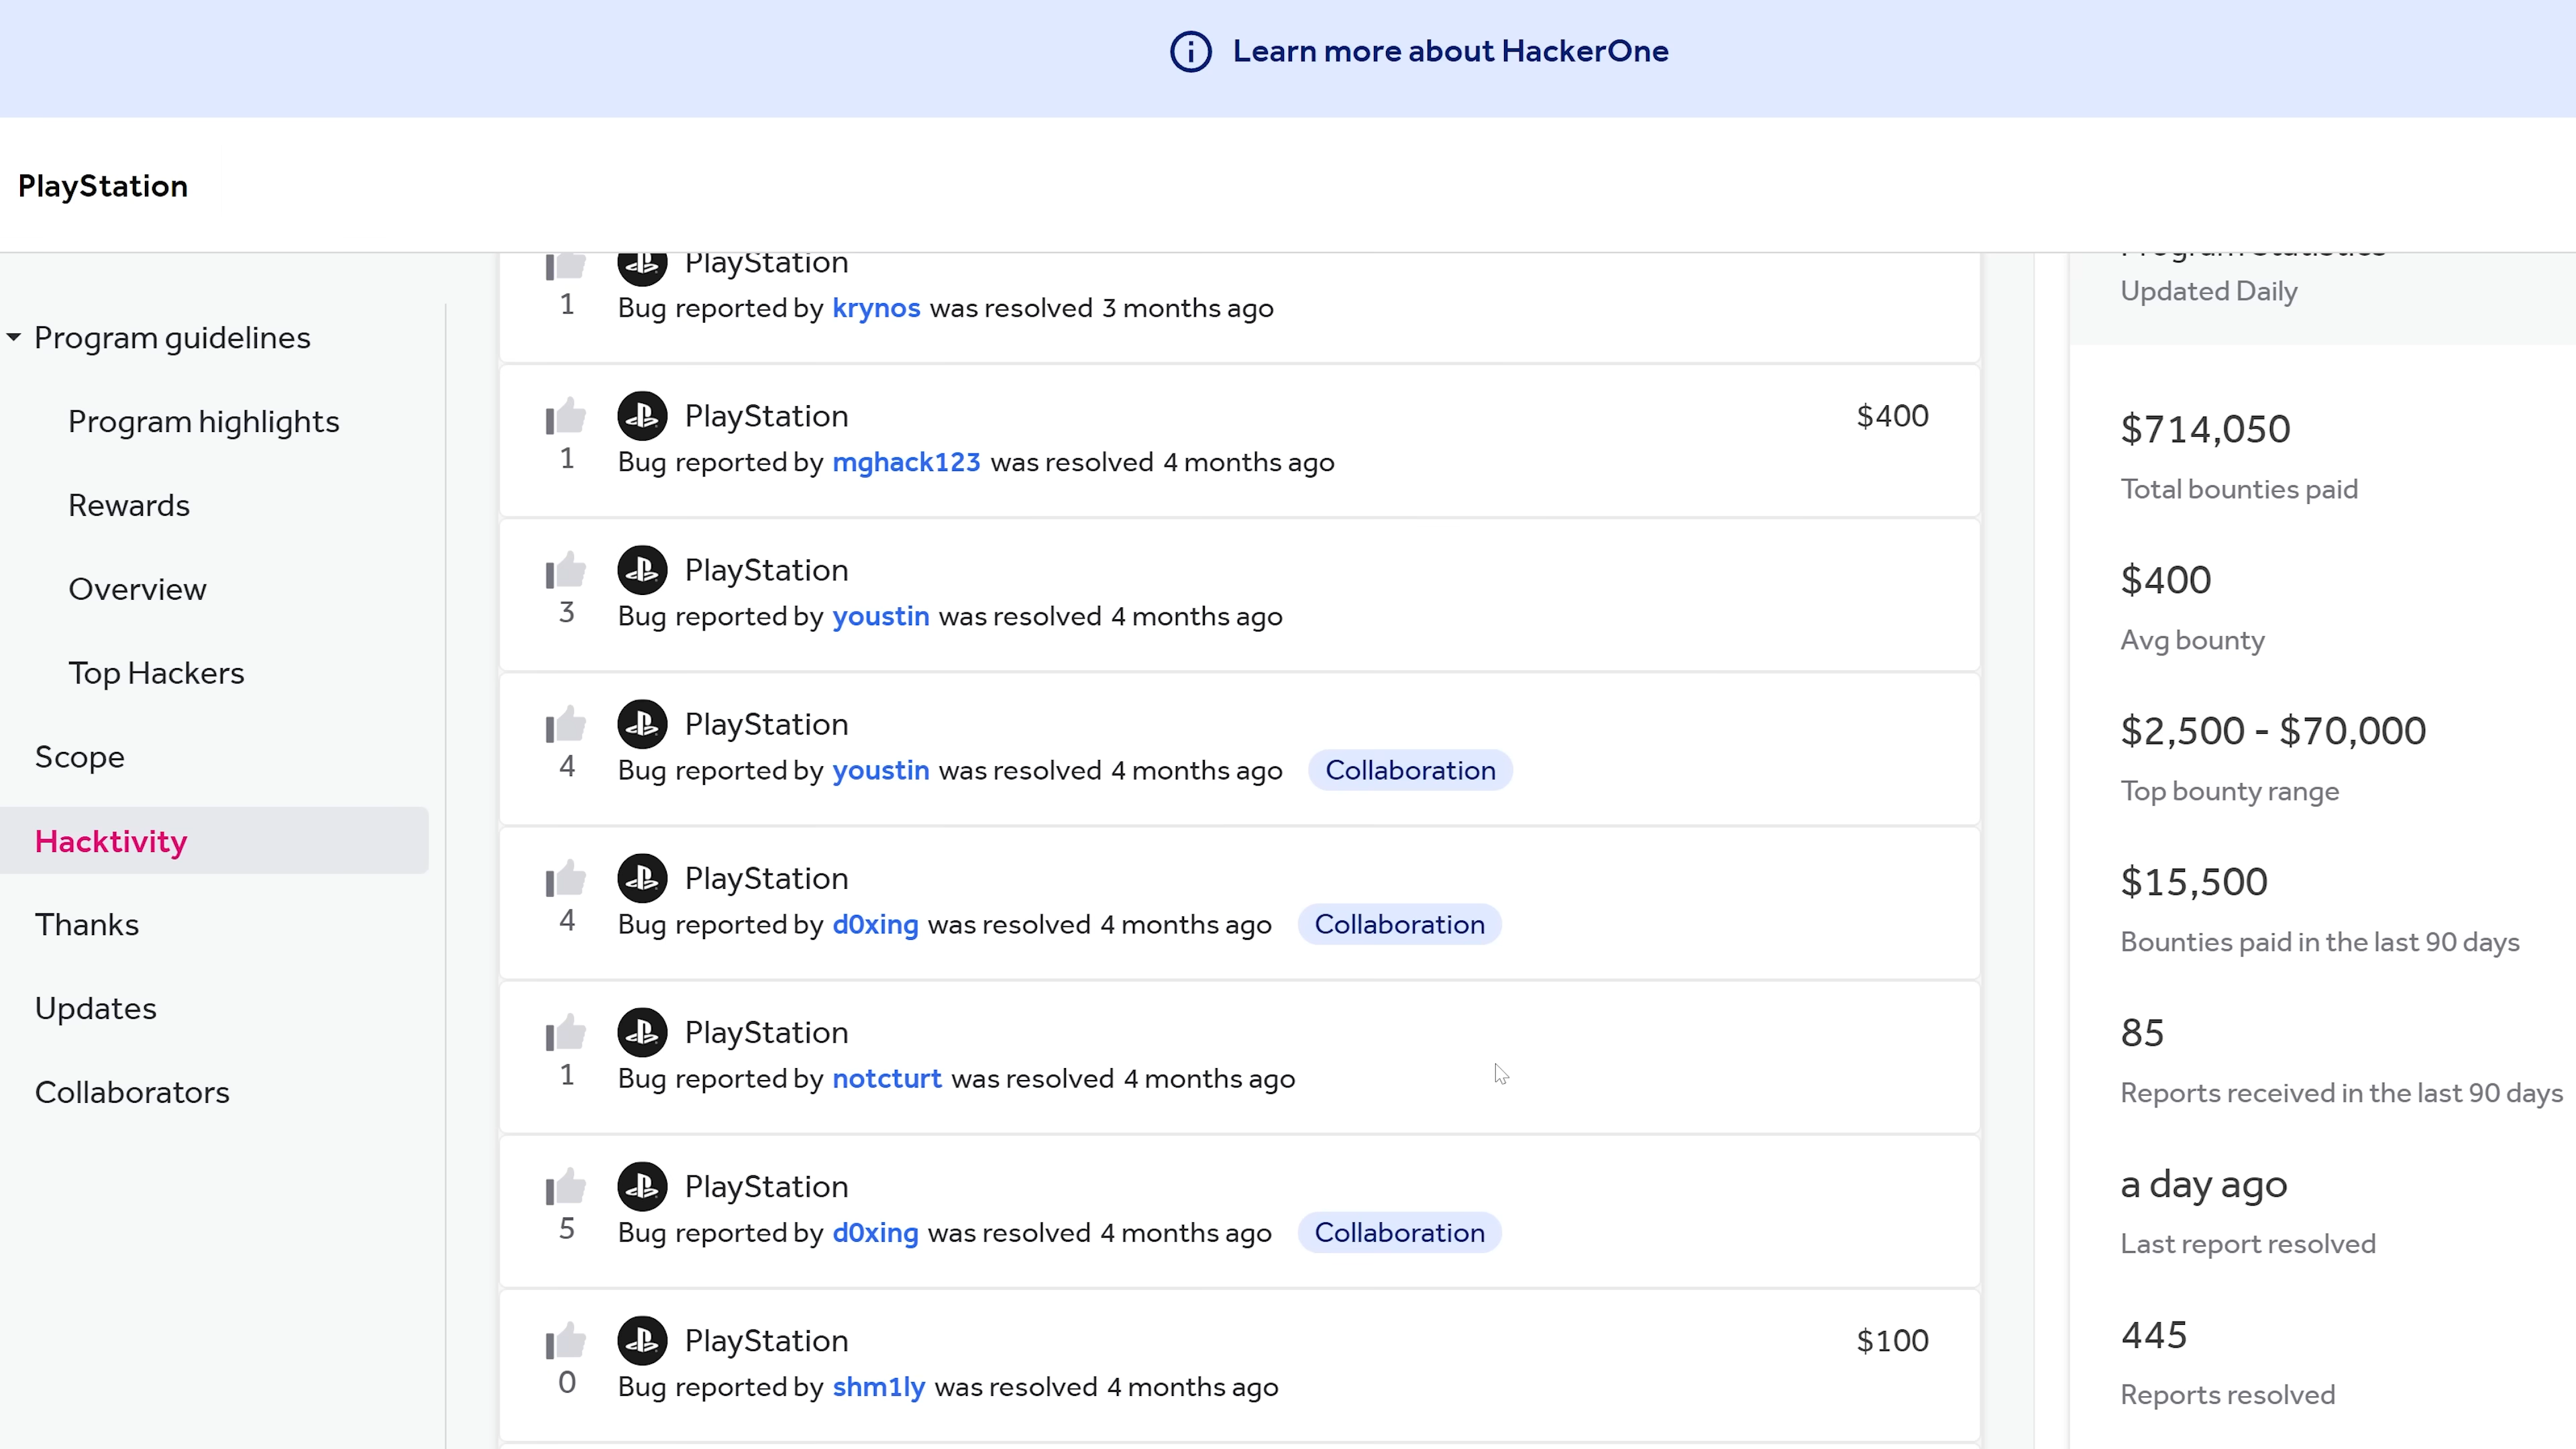 Learn more about HackerOne
PlayStation
Program guidelines
Program highlights
Rewards
Overview
Top Hackers
Scope
Hacktivity
Thanks
Updates
Collaborators
PlayStation
1
Bug reported by krynos was resolved 3 months ago
PlayStation
$400
1
Bug reported by mghack123 was resolved 4 months ago
PlayStation
3
Bug reported by youstin was resolved 4 months ago
PlayStation
4
Bug reported by youstin was resolved 4 months ago Collaboration
PlayStation
4
Bug reported by d0xing was resolved 4 months ago Collaboration
PlayStation
1
Bug reported by notcturt was resolved 4 months ago
PlayStation
5
Bug reported by d0xing was resolved 4 months ago Collaboration
PlayStation
$100
0
Bug reported by shm1ly was resolved 4 months ago
Program Statistics
Updated Daily
$714,050
Total bounties paid
$400
Avg bounty
$2,500 - $70,000
Top bounty range
$15,500
Bounties paid in the last 90 days
85
Reports received in the last 90 days
a day ago
Last report resolved
445
Reports resolved